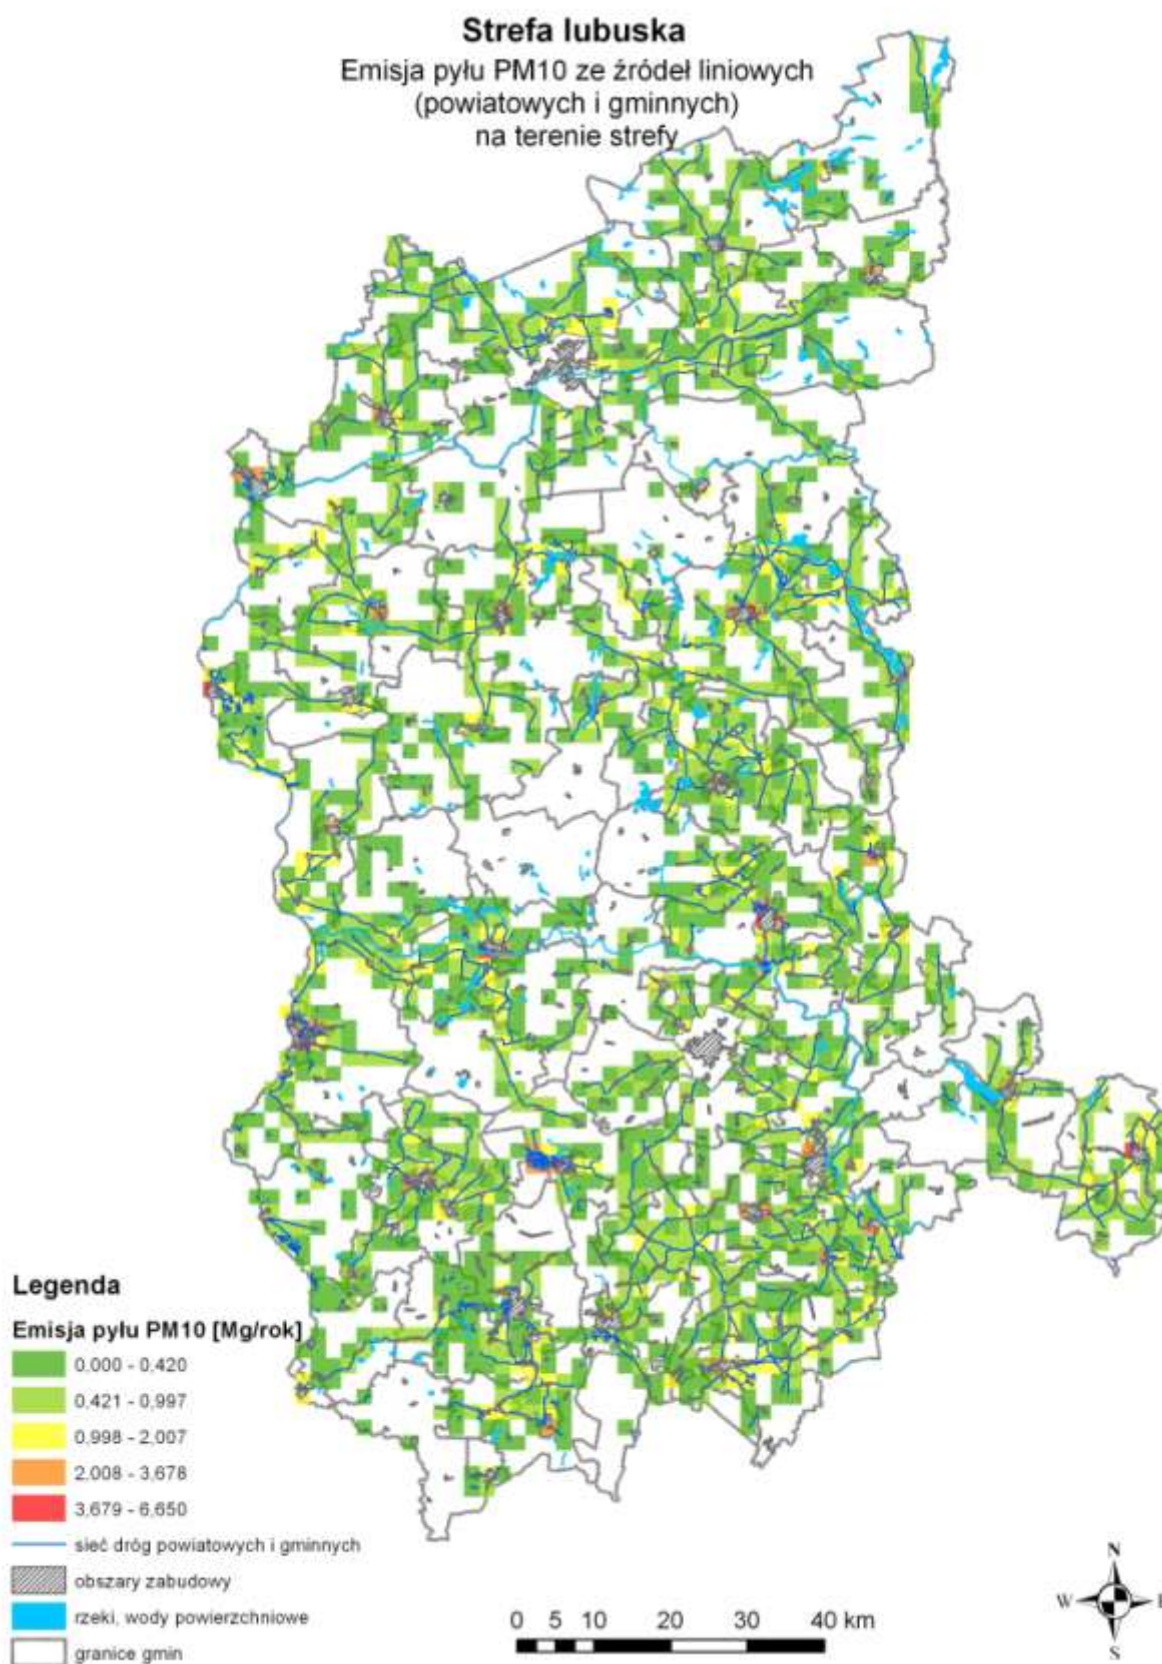 Strefa lubuska
Emisja pyłu PM10 ze źródeł liniowych
(powiatowych i gminnych)
na terenie strefy
Legenda
Emisja pyłu PM10 [Mg/rok]
0.000 - 0.420
0.421 - 0.997
0.998 - 2.007
2.008 - 3.678
3.679 - 6.650
sieć dróg powiatowych i gminnych
obszary zabudowy
rzeki, wody powierzchniowe
granice gmin
0 5 10 20 30 40 km
N
W E
S